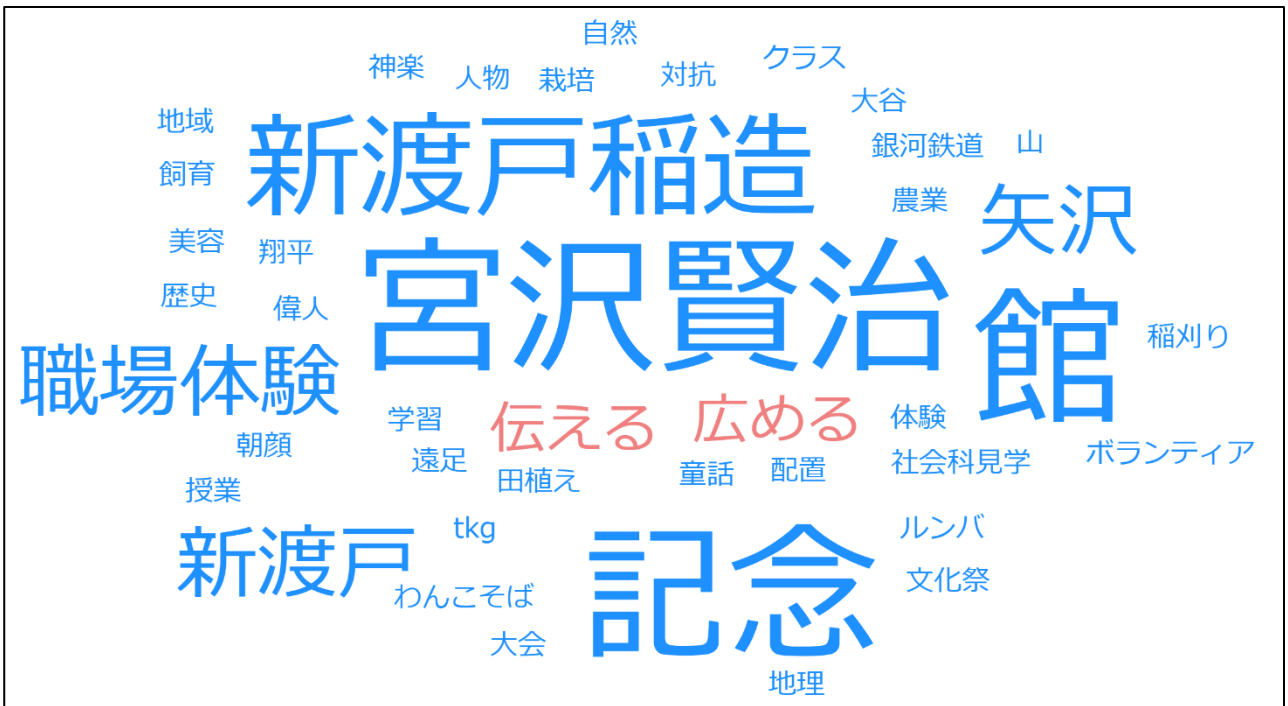 自然
神楽
人物
栽培
対抗
クラス
地域
大谷
新渡戸稲造
銀河鉄道
山
飼育
農業
矢沢
美容
翔平
宮沢賢治
歴史
偉人
館
稲刈り
職場体験
学習
伝える
広める
体験
朝顔
遠足
田植え
童話
配置
社会科見学
ボランティア
授業
新渡戸
tkg
記念
ルンバ
わんこそば
文化祭
大会
地理